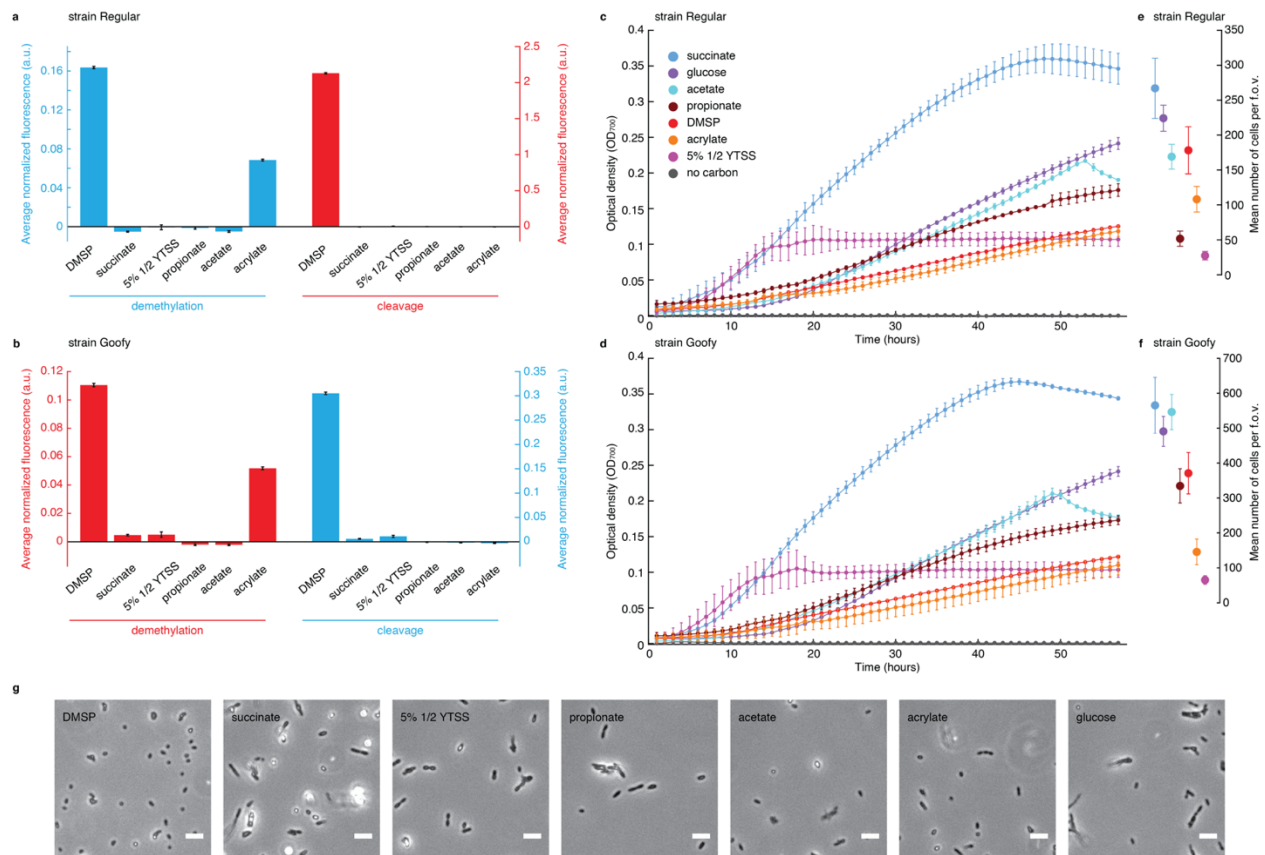 a strain Regular
Average normalized fluorescence (a.u.)
0.16
0.12
0.08
0.04
0
2.5
2
1.5
1
0.5
0
Average normalized fluorescence (a.u.)
DMSP succinate 5% 1/2 YTSS propionate acetate acrylate DMSP succinate 5% 1/2 YTSS propionate acetate acrylate
demethylation cleavage
b strain Goofy
Average normalized fluorescence (a.u.)
0.12
0.1
0.08
0.06
0.04
0.02
0
0.35
0.3
0.25
0.2
0.15
0.1
0.05
0
Average normalized fluorescence (a.u.)
DMSP succinate 5% 1/2 YTSS propionate acetate acrylate DMSP succinate 5% 1/2 YTSS propionate acetate acrylate
demethylation cleavage
c strain Regular
Optical density (OD700)
0.4
0.35
0.3
0.25
0.2
0.15
0.1
0.05
0
succinate
glucose
acetate
propionate
DMSP
acrylate
5% 1/2 YTSS
no carbon
0 10 20 30 40 50
Time (hours)
e strain Regular
350
300
250
200
150
100
50
0
Mean number of cells per f.o.v.
d strain Goofy
Optical density (OD700)
0.4
0.35
0.3
0.25
0.2
0.15
0.1
0.05
0
0 10 20 30 40 50
Time (hours)
f strain Goofy
700
600
500
400
300
200
100
0
Mean number of cells per f.o.v.
g
DMSP succinate 5% 1/2 YTSS propionate acetate acrylate glucose